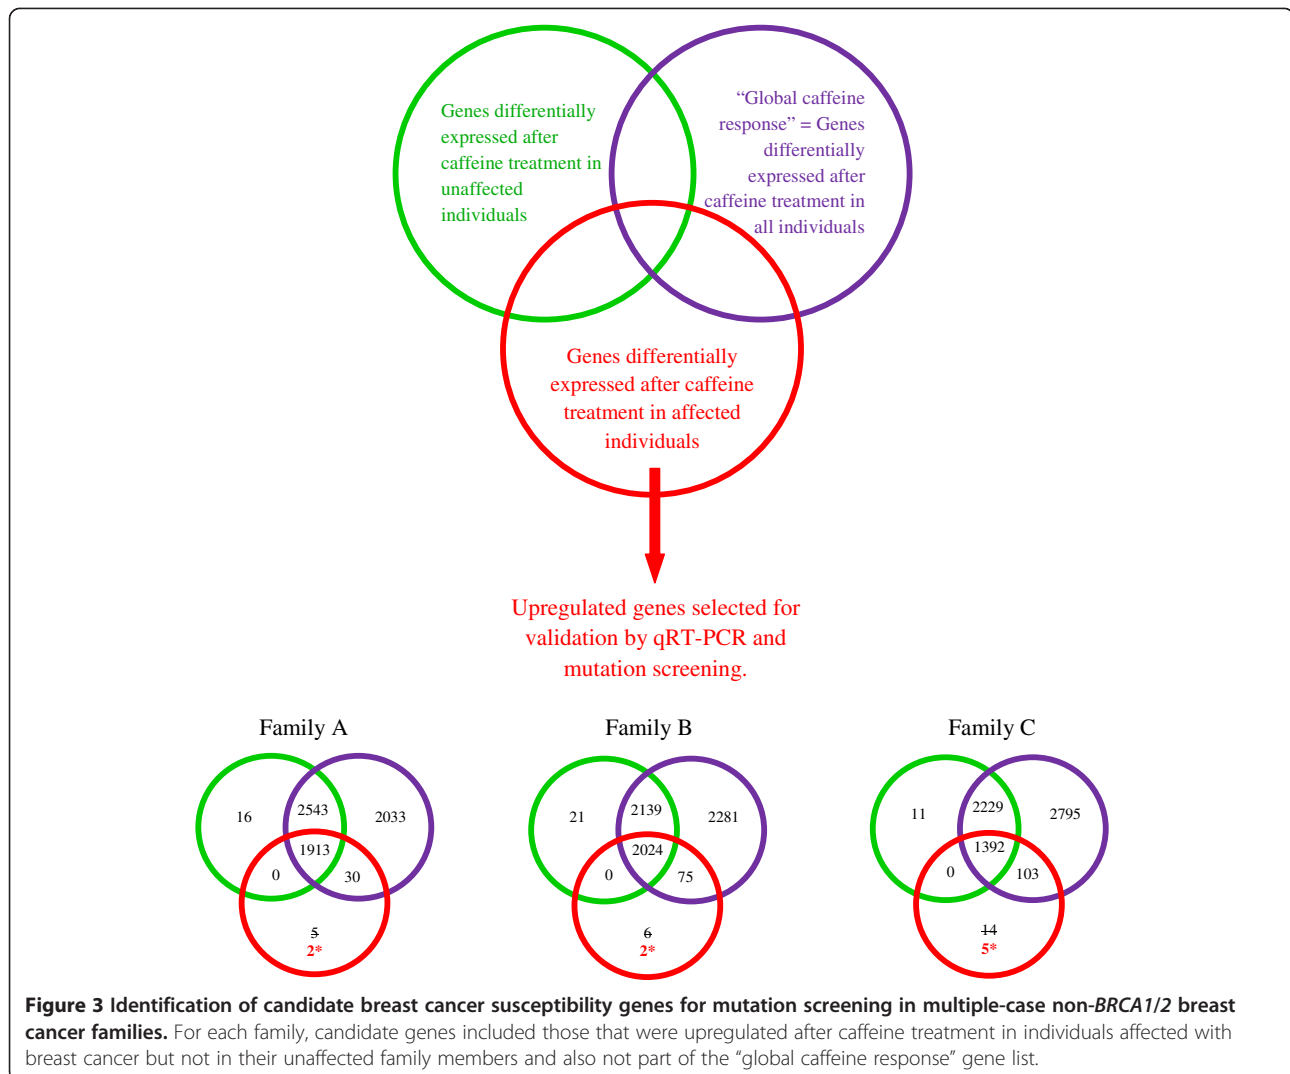 Genes differentially
expressed after
caffeine treatment in
unaffected
individuals
“Global caffeine
response” = Genes
differentially
expressed after
caffeine treatment in
all individuals
Genes differentially
expressed after caffeine
treatment in affected
individuals
Upregulated genes selected for
validation by qRT-PCR and
mutation screening.
Family A
16
2543
2033
1913
0
30
5
2*
Family B
21
2139
2281
2024
0
75
6
2*
Family C
11
2229
2795
1392
0
103
14
5*
Figure 3 Identification of candidate breast cancer susceptibility genes for mutation screening in multiple-case non-BRCA1/2 breast
cancer families. For each family, candidate genes included those that were upregulated after caffeine treatment in individuals affected with
breast cancer but not in their unaffected family members and also not part of the “global caffeine response” gene list.